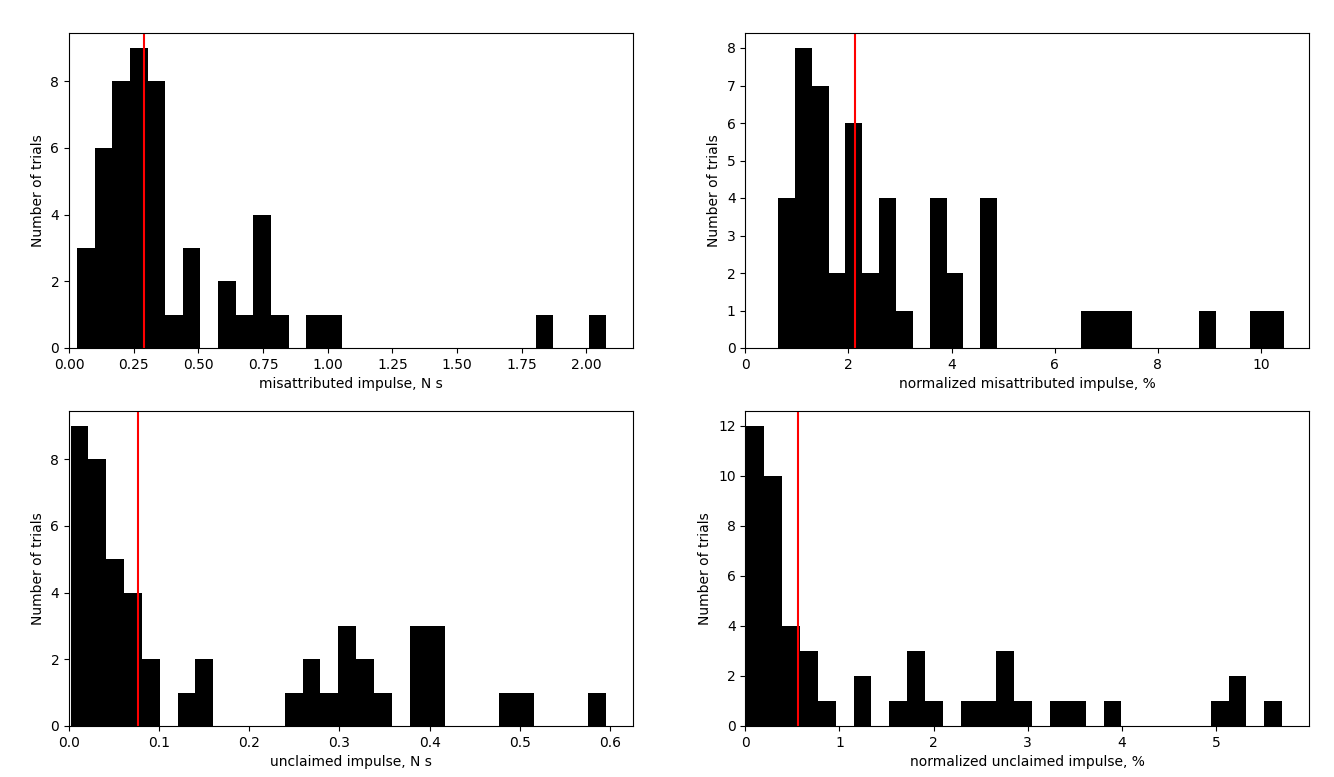 8
6
4
2
0
Number of trials
0.00 0.25 0.50 0.75 1.00 1.25 1.50 1.75 2.00
misattributed impulse, N s
8
7
6
5
4
3
2
1
0
Number of trials
0 2 4 6 8 10
normalized misattributed impulse, %
8
6
4
2
0
Number of trials
0.0 0.1 0.2 0.3 0.4 0.5 0.6
unclaimed impulse, N s
12
10
8
6
4
2
0
Number of trials
0 1 2 3 4 5
normalized unclaimed impulse, %